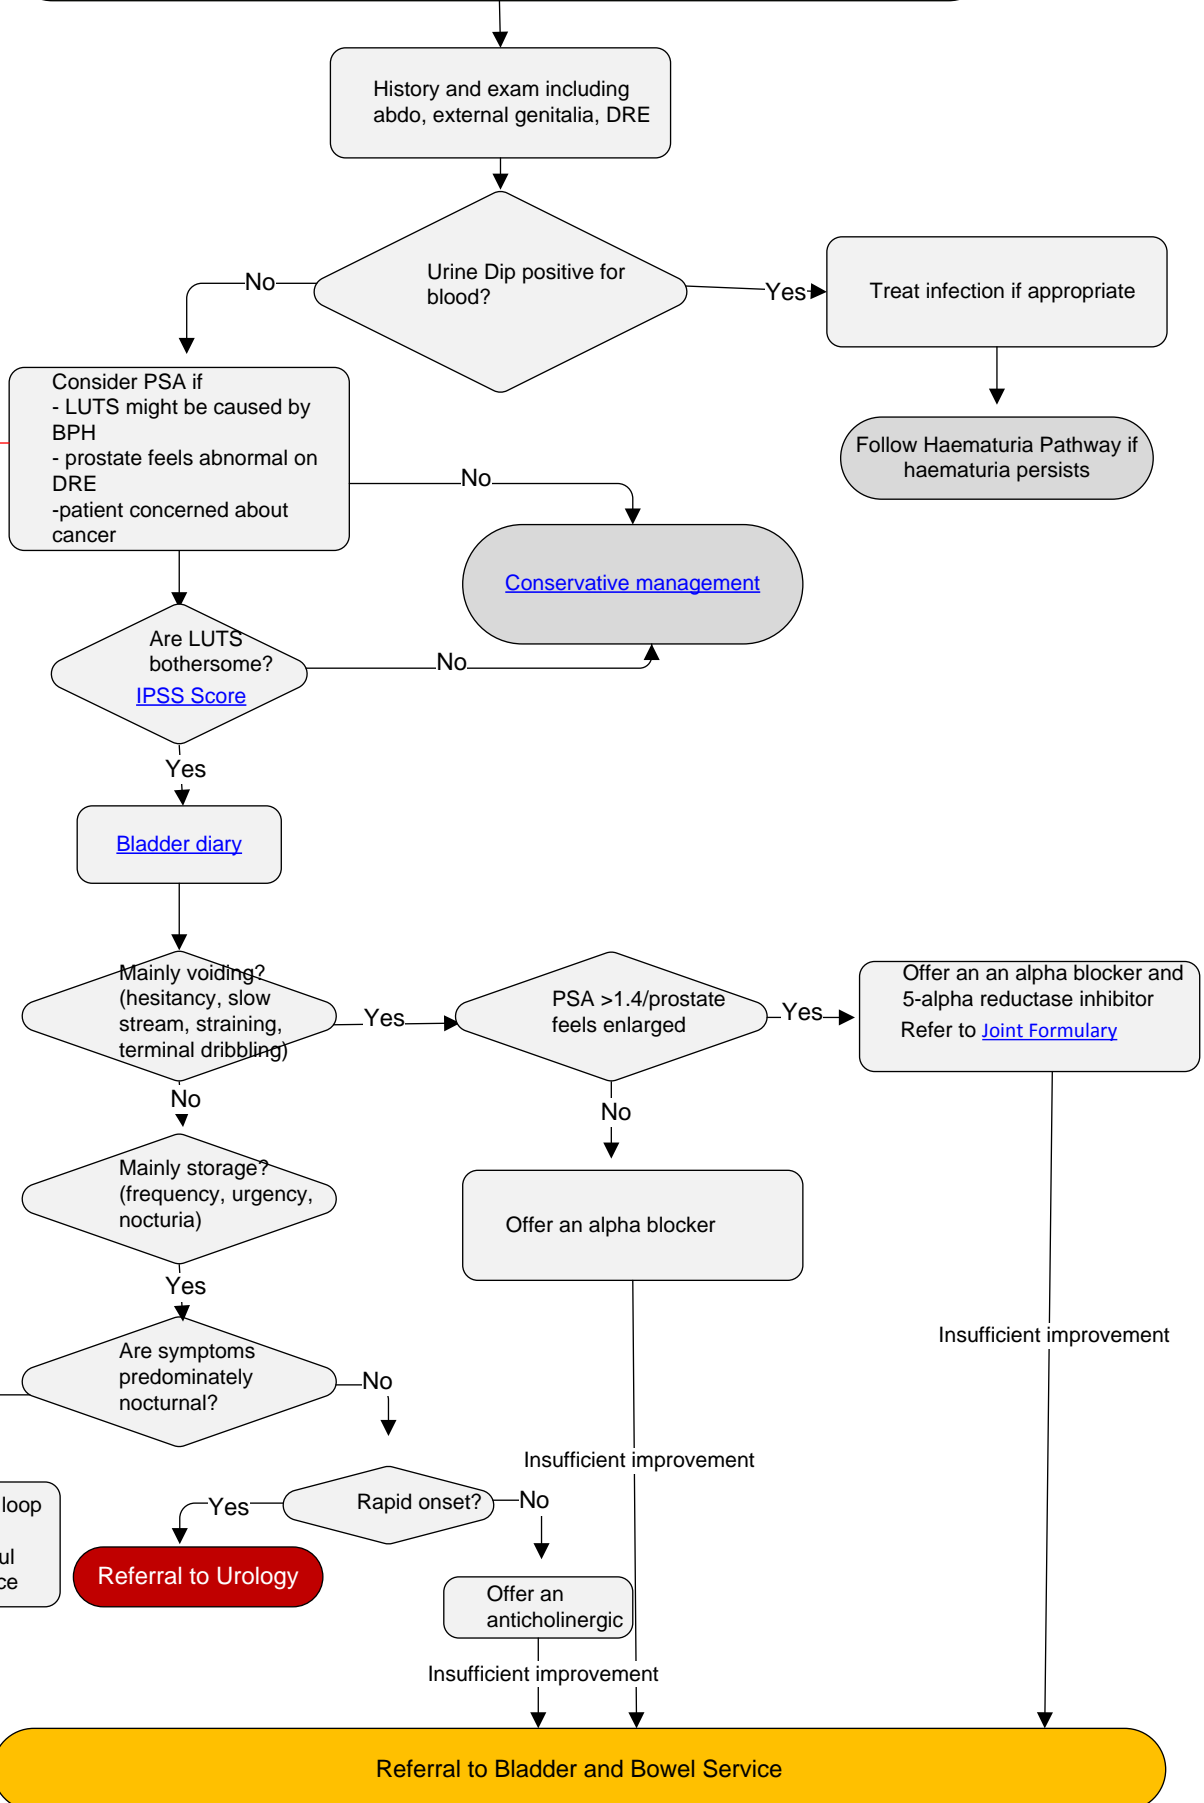 History and exam including
abdo, external genitalia, DRE
Urine Dip positive for
blood?
No
Yes
Treat infection if appropriate
Follow Haematuria Pathway if
haematuria persists
Consider PSA if
- LUTS might be caused by
BPH
- prostate feels abnormal on
DRE
-patient concerned about
cancer
No
Conservative management
Are LUTS
bothersome?
IPSS Score
No
Yes
Bladder diary
Mainly voiding?
(hesitancy, slow
stream, straining,
terminal dribbling)
Yes
PSA >1.4/prostate
feels enlarged
Yes
Offer an an alpha blocker and
5-alpha reductase inhibitor
Refer to Joint Formulary
No
No
Mainly storage?
(frequency, urgency,
nocturia)
Offer an alpha blocker
Yes
Insufficient improvement
Are symptoms
predominately
nocturnal?
No
Insufficient improvement
loop
Rapid onset?
Yes
No
Referral to Urology
Offer an
anticholinergic
Insufficient improvement
Referral to Bladder and Bowel Service